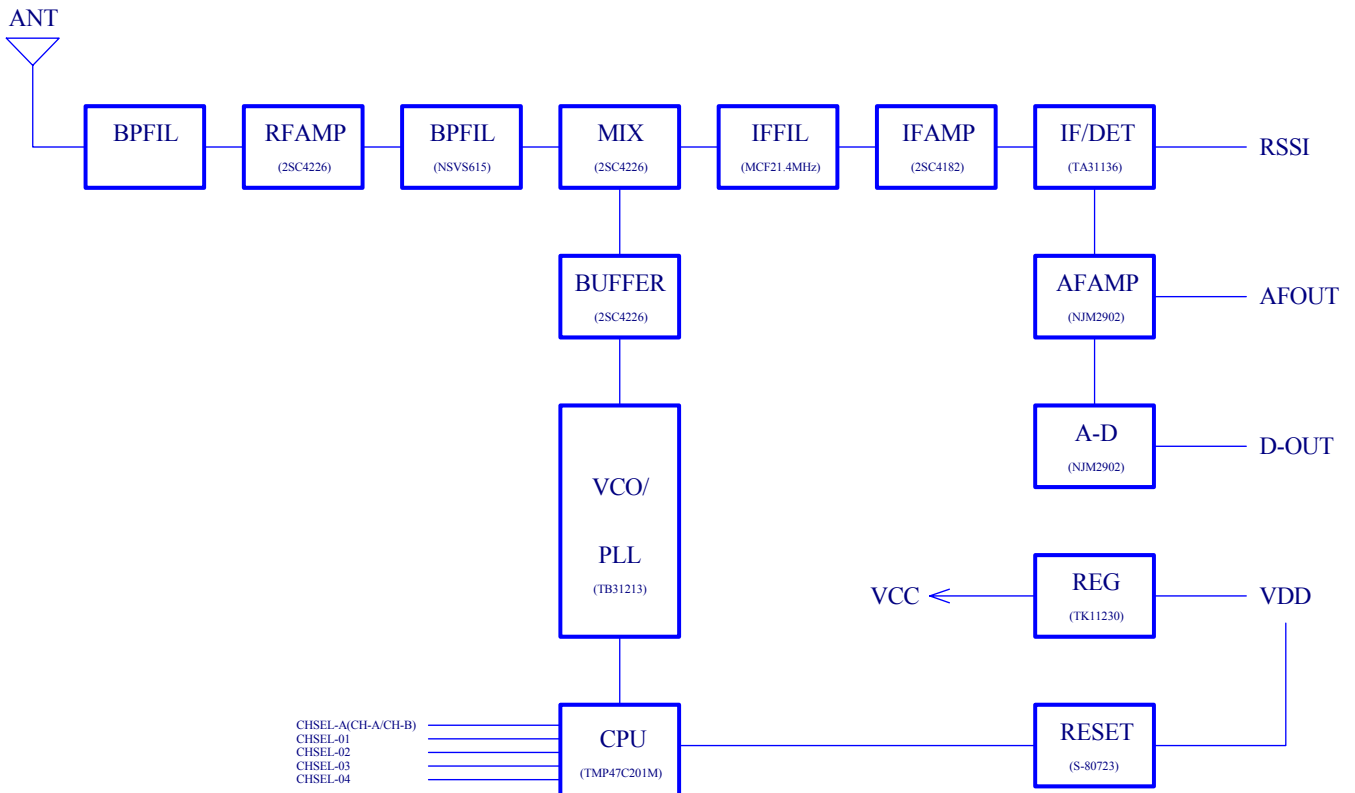 ANT
BPFIL
RFAMP
(2SC4226)
BPFIL
(NSVS615)
MIX
(2SC4226)
IFFIL
(MCF21.4MHz)
IFAMP
(2SC4182)
IF/DET
(TA31136)
RSSI
BUFFER
(2SC4226)
AFAMP
(NJM2902)
AFOUT
A-D
(NJM2902)
D-OUT
VCO/
PLL
(TB31213)
VCC
REG
(TK11230)
VDD
CHSEL-A(CH-A/CH-B)
CHSEL-01
CHSEL-02
CHSEL-03
CHSEL-04
CPU
(TMP47C201M)
RESET
(S-80723)